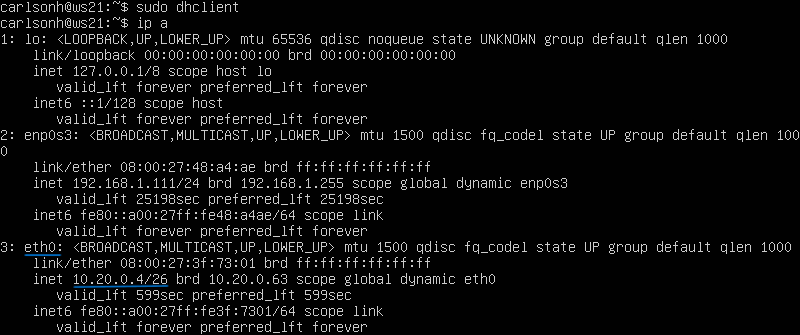 carlsonh@ws21:~$ sudo dhclient
carlsonh@ws21:~$ ip a
1: lo: <LOOPBACK,UP,LOWER_UP> mtu 65536 qdisc noqueue state UNKNOWN group default qlen 1000
    link/loopback 00:00:00:00:00:00 brd 00:00:00:00:00:00
    inet 127.0.0.1/8 scope host lo
       valid_lft forever preferred_lft forever
    inet6 ::1/128 scope host
       valid_lft forever preferred_lft forever
2: enp0s3: <BROADCAST,MULTICAST,UP,LOWER_UP> mtu 1500 qdisc fq_codel state UP group default qlen 100
0
    link/ether 08:00:27:48:a4:ae brd ff:ff:ff:ff:ff:ff
    inet 192.168.1.111/24 brd 192.168.1.255 scope global dynamic enp0s3
       valid_lft 25198sec preferred_lft 25198sec
    inet6 fe80::a00:27ff:fe48:a4ae/64 scope link
       valid_lft forever preferred_lft forever
3: eth0: <BROADCAST,MULTICAST,UP,LOWER_UP> mtu 1500 qdisc fq_codel state UP group default qlen 1000
    link/ether 08:00:27:3f:73:01 brd ff:ff:ff:ff:ff:ff
    inet 10.20.0.4/26 brd 10.20.0.63 scope global dynamic eth0
       valid_lft 599sec preferred_lft 599sec
    inet6 fe80::a00:27ff:fe3f:7301/64 scope link
       valid_lft forever preferred_lft forever